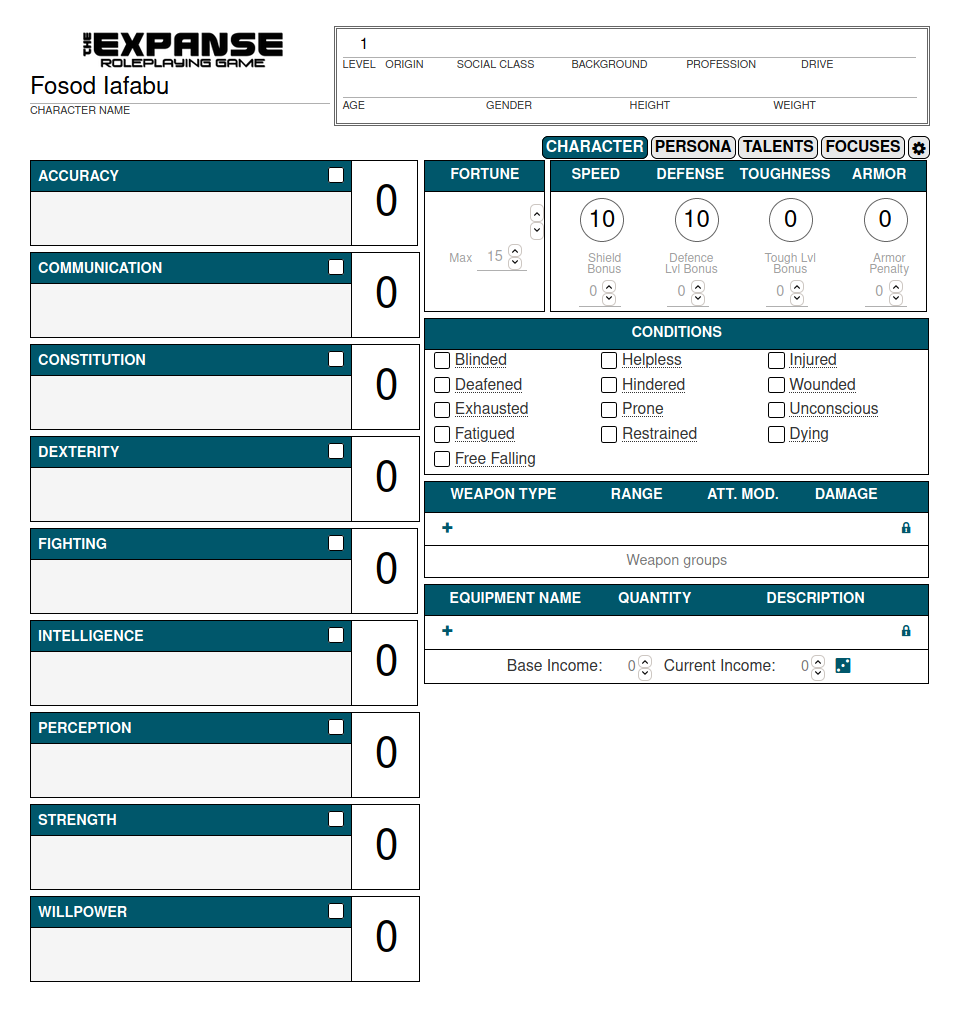 THE EXPANSE
ROLEPLAYING GAME
Fosod Iafabu
CHARACTER NAME
1
LEVEL ORIGIN SOCIAL CLASS BACKGROUND PROFESSION DRIVE
AGE GENDER HEIGHT WEIGHT
CHARACTER PERSONA TALENTS FOCUSES
ACCURACY
0
COMMUNICATION
0
CONSTITUTION
0
DEXTERITY
0
FIGHTING
0
INTELLIGENCE
0
PERCEPTION
0
STRENGTH
0
WILLPOWER
0
FORTUNE
Max 15
SPEED DEFENSE TOUGHNESS ARMOR
10 10 0 0
Shield Defence Tough Lvl Armor
Bonus Lvl Bonus Bonus Penalty
0 0 0 0
CONDITIONS
Blinded Helpless Injured
Deafened Hindered Wounded
Exhausted Prone Unconscious
Fatigued Restrained Dying
Free Falling
WEAPON TYPE RANGE ATT. MOD. DAMAGE
+
Weapon groups
EQUIPMENT NAME QUANTITY DESCRIPTION
+
Base Income: 0 Current Income: 0